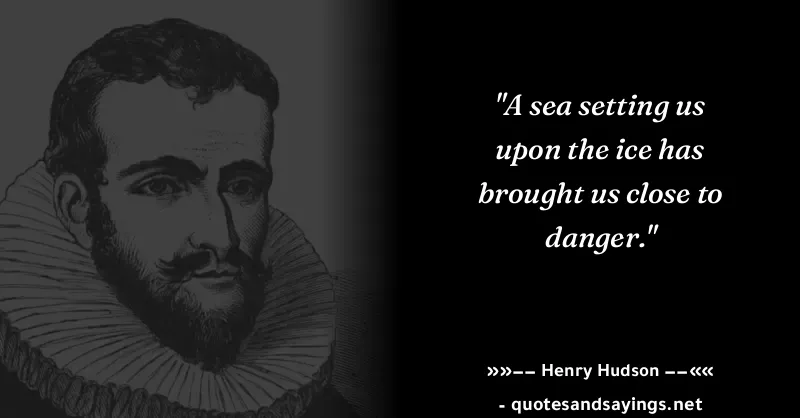 "A sea setting us
upon the ice has
brought us close to
danger."
»»–– Henry Hudson ––««
- quotesandsayings.net